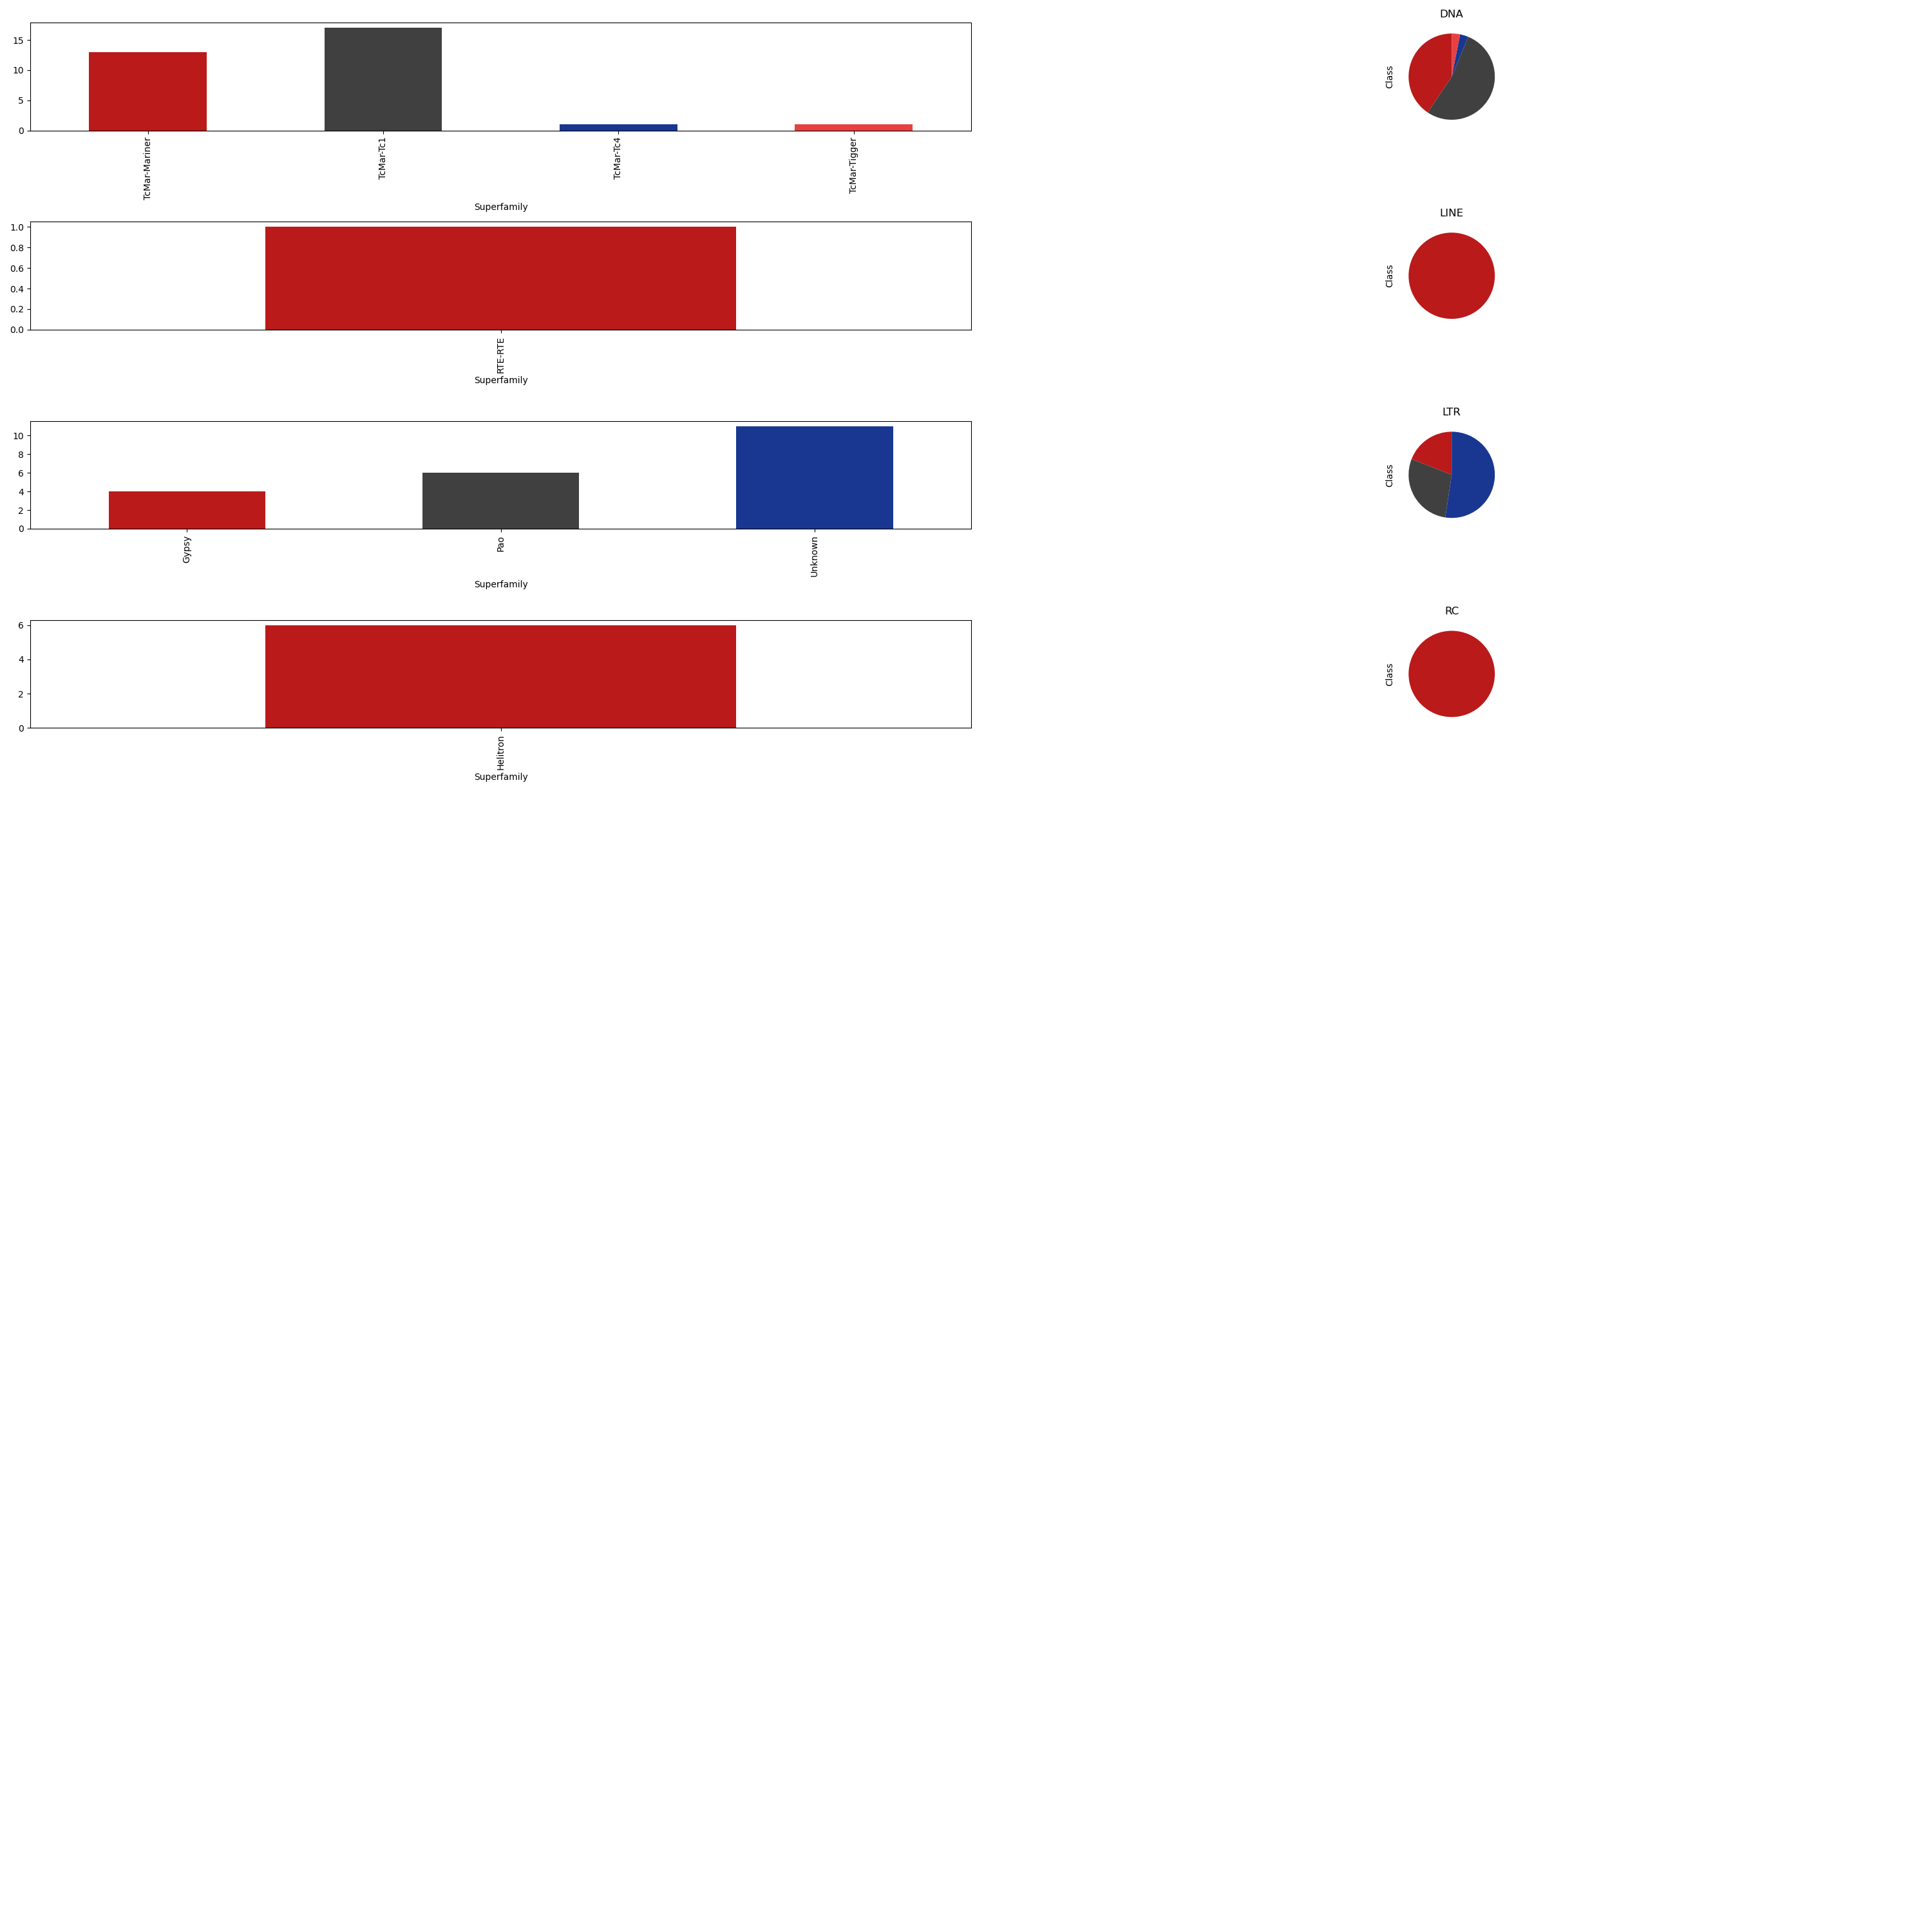 DNA
15
10
5
0
Class
TcMar-Mariner
TcMar-Tc1
TcMar-Tc4
TcMar-Tigger
Superfamily
LINE
1.0
0.8
0.6
0.4
0.2
0.0
Class
RTE-RTE
Superfamily
LTR
10
8
6
4
2
0
Class
Gypsy
Pao
Unknown
Superfamily
RC
6
4
2
0
Class
Helitron
Superfamily